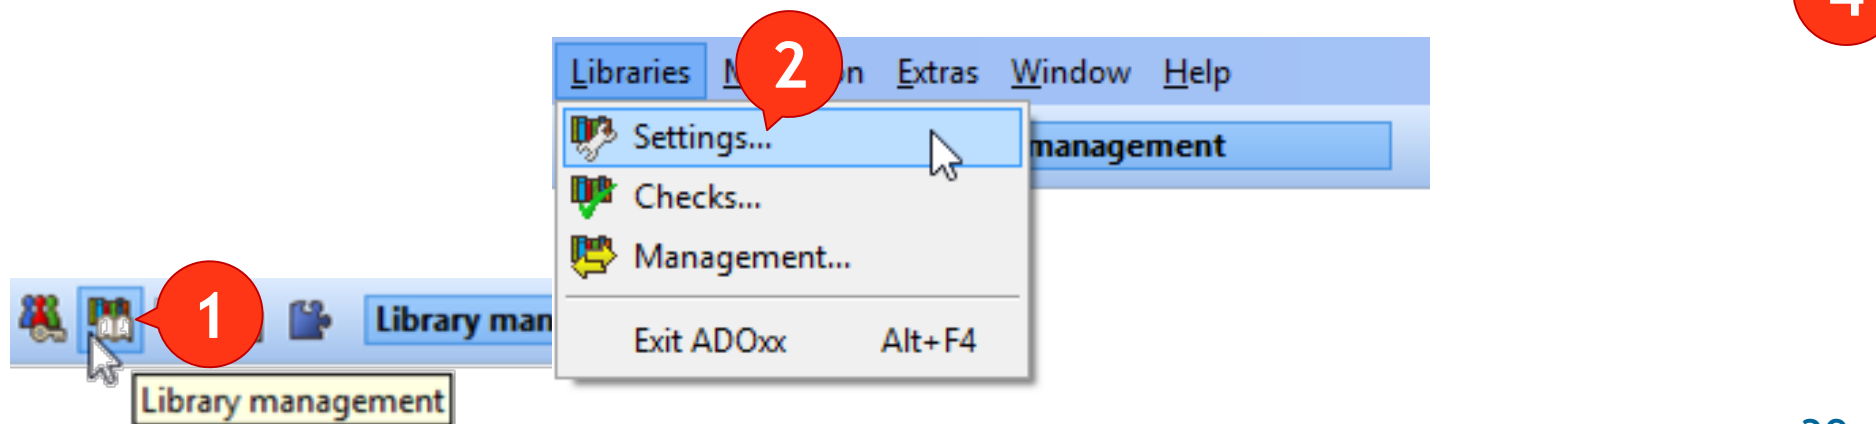 2
Libraries Extras Window Help
Settings...
management
Checks...
Management...
1
Library man
Exit ADOxx Alt+F4
Library management